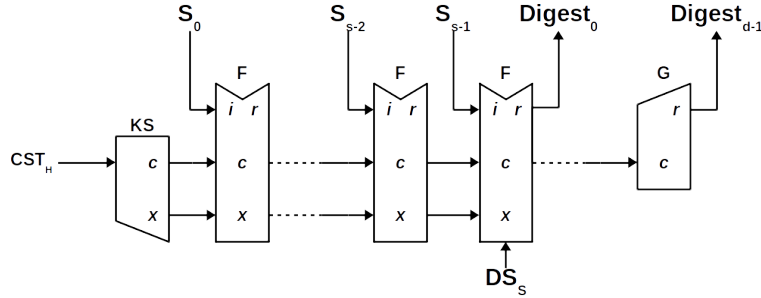 S0 Ss-2 Ss-1 Digest0 Digestd-1
F F F G
i r i r i r r
KS
CSTH c c c c c
x x x x
DSS